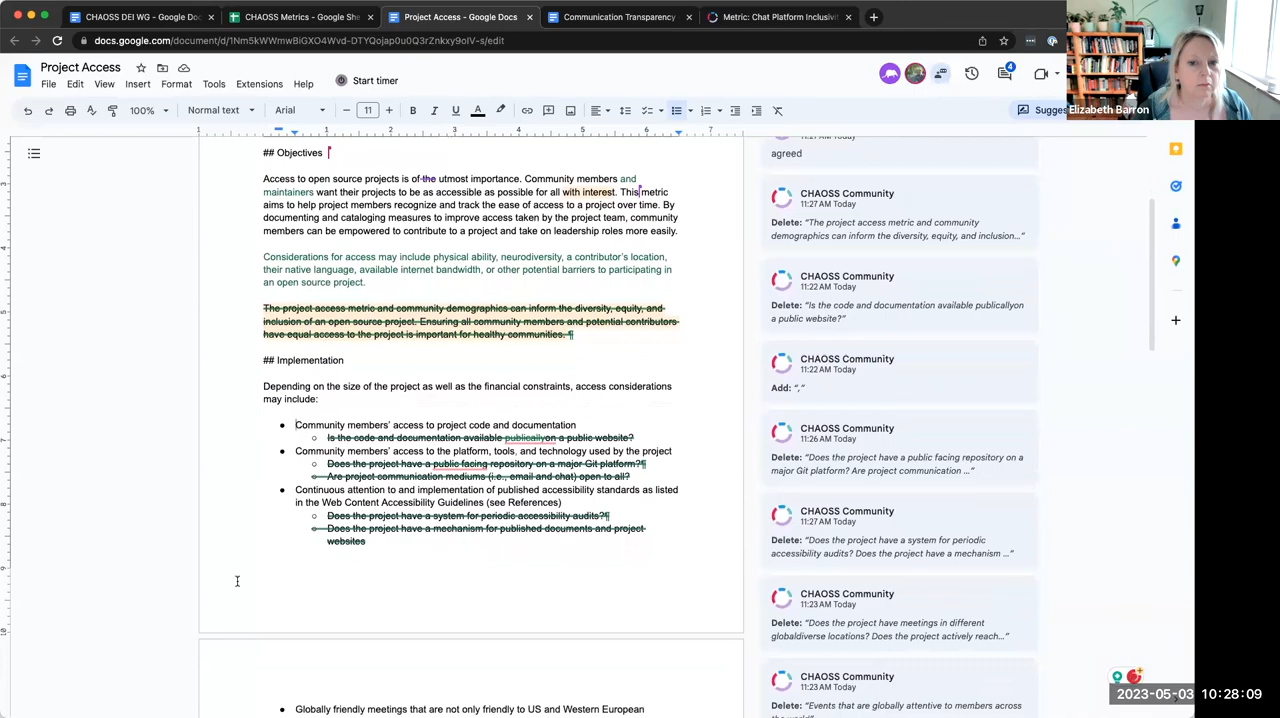 CHAOSS DEI WG - Google Doc
CHAOSS Metrics - Google She
Project Access - Google Docs
Communication Transparency
Metric: Chat Platform Inclusivit
docs.google.com/document/d/1Nm5kWWmwBiGXO4Wvd-DTYQojap0u0Q3rZnkxy9oIV-s/edit
Project Access
File Edit View Insert Format Tools Extensions Help
Start timer
4
100%
Normal text
Arial
11
Sugges
Elizabeth Barron
1 1 2 3 4 5 6 7
## Objectives
Access to open source projects is of the utmost importance. Community members and
maintainers want their projects to be as accessible as possible for all with interest. This metric
aims to help project members recognize and track the ease of access to a project over time. By
documenting and cataloging measures to improve access taken by the project team, community
members can be empowered to contribute to a project and take on leadership roles more easily.
Considerations for access may include physical ability, neurodiversity, a contributor's location,
their native language, available internet bandwidth, or other potential barriers to participating in
an open source project.
The project access metric and community demographics can inform the diversity, equity, and
inclusion of an open source project. Ensuring all community members and potential contributors
have equal access to the project is important for healthy communities. ¶
## Implementation
Depending on the size of the project as well as the financial constraints, access considerations
may include:
● Community members' access to project code and documentation
○ Is the code and documentation available publicallyon a public website?
● Community members' access to the platform, tools, and technology used by the project
○ Does the project have a public facing repository on a major Git platform?¶
○ Are project communication mediums (i.e., email and chat) open to all?
● Continuous attention to and implementation of published accessibility standards as listed
in the Web Content Accessibility Guidelines (see References)
○ Does the project have a system for periodic accessibility audits?¶
○ Does the project have a mechanism for published documents and project
websites
● Globally friendly meetings that are not only friendly to US and Western European
agreed
CHAOSS Community
11:27 AM Today
Delete: “The project access metric and community
demographics can inform the diversity, equity, and inclusion...”
CHAOSS Community
11:22 AM Today
Delete: “Is the code and documentation available publicallyon
a public website?”
CHAOSS Community
11:22 AM Today
Add: “,”
CHAOSS Community
11:26 AM Today
Delete: “Does the project have a public facing repository on a
major Git platform? Are project communication ...”
CHAOSS Community
11:27 AM Today
Delete: “Does the project have a system for periodic
accessibility audits? Does the project have a mechanism ...”
CHAOSS Community
11:23 AM Today
Delete: “Does the project have meetings in different
globaldiverse locations? Does the project actively reach...”
CHAOSS Community
11:23 AM Today
Delete: “Events that are globally attentive to members across
2023-05-03 10:28:09